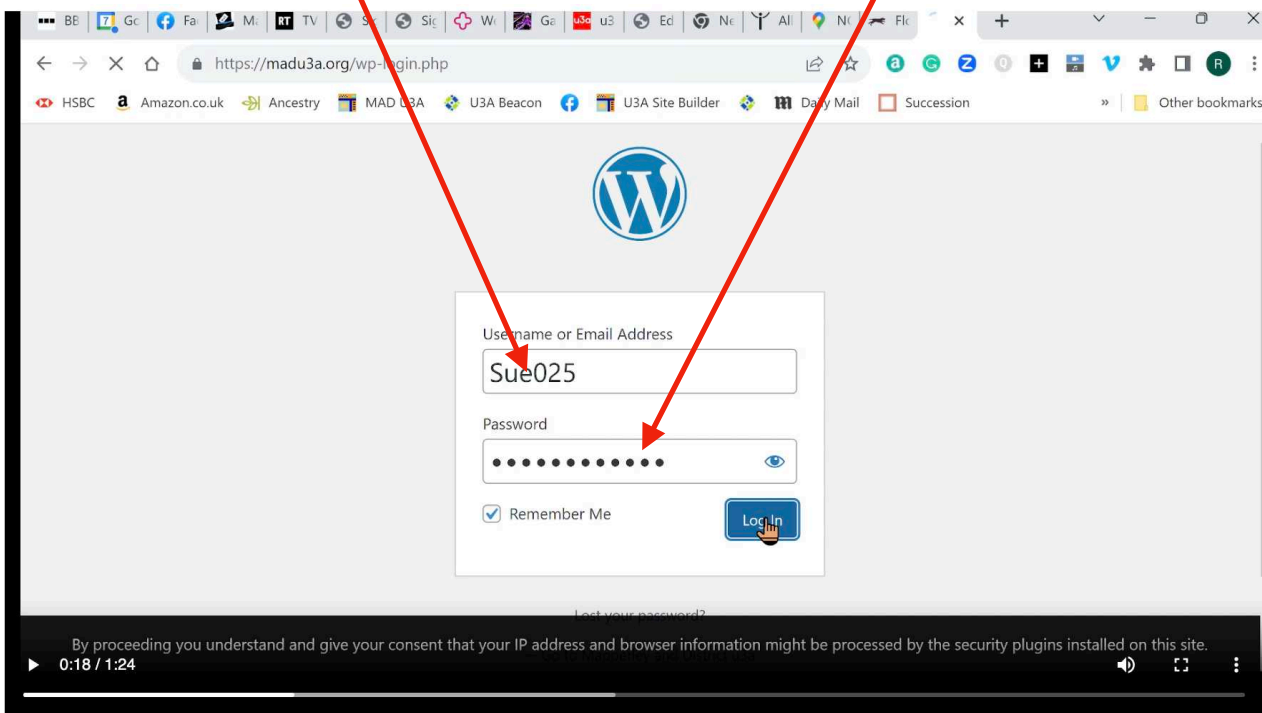 BB Gc Fa M: RT TV Sig W Ga u3o u3 Ed Ne All N( Flc
https://madu3a.org/wp-login.php
HSBC Amazon.co.uk Ancestry MAD U3A U3A Beacon U3A Site Builder Daily Mail Succession » Other bookmarks
Username or Email Address
Sue025
Password
Remember Me
Log In
Lost your password?
By proceeding you understand and give your consent that your IP address and browser information might be processed by the security plugins installed on this site.
0:18 / 1:24